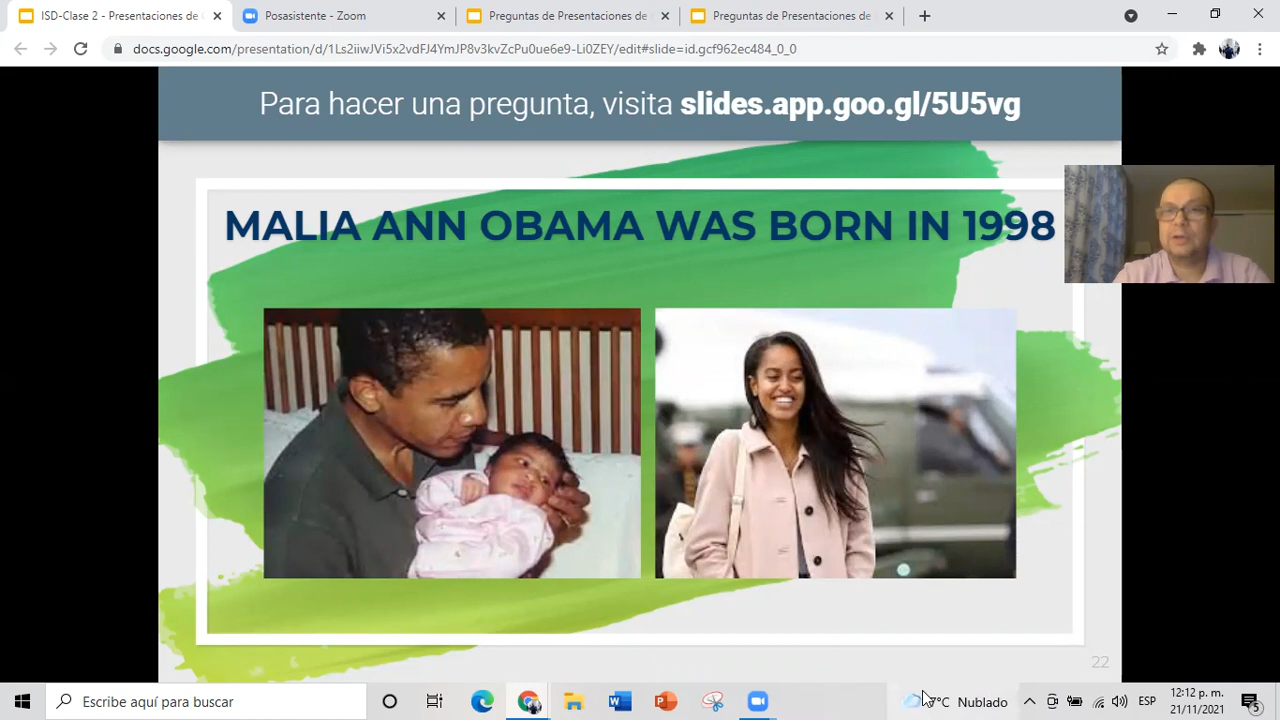 ISD-Clase 2 - Presentaciones de
Posasistente - Zoom
Preguntas de Presentaciones de
Preguntas de Presentaciones de
docs.google.com/presentation/d/1Ls2iiwJVi5x2vdFJ4YmJP8v3kvZcPu0ue6e9-Li0ZEY/edit#slide=id.gcf962ec484_0_0
Para hacer una pregunta, visita slides.app.goo.gl/5U5vg
MALIA ANN OBAMA WAS BORN IN 1998
22
Escribe aquí para buscar
7°C Nublado
ESP
12:12 p. m.
21/11/2021
5